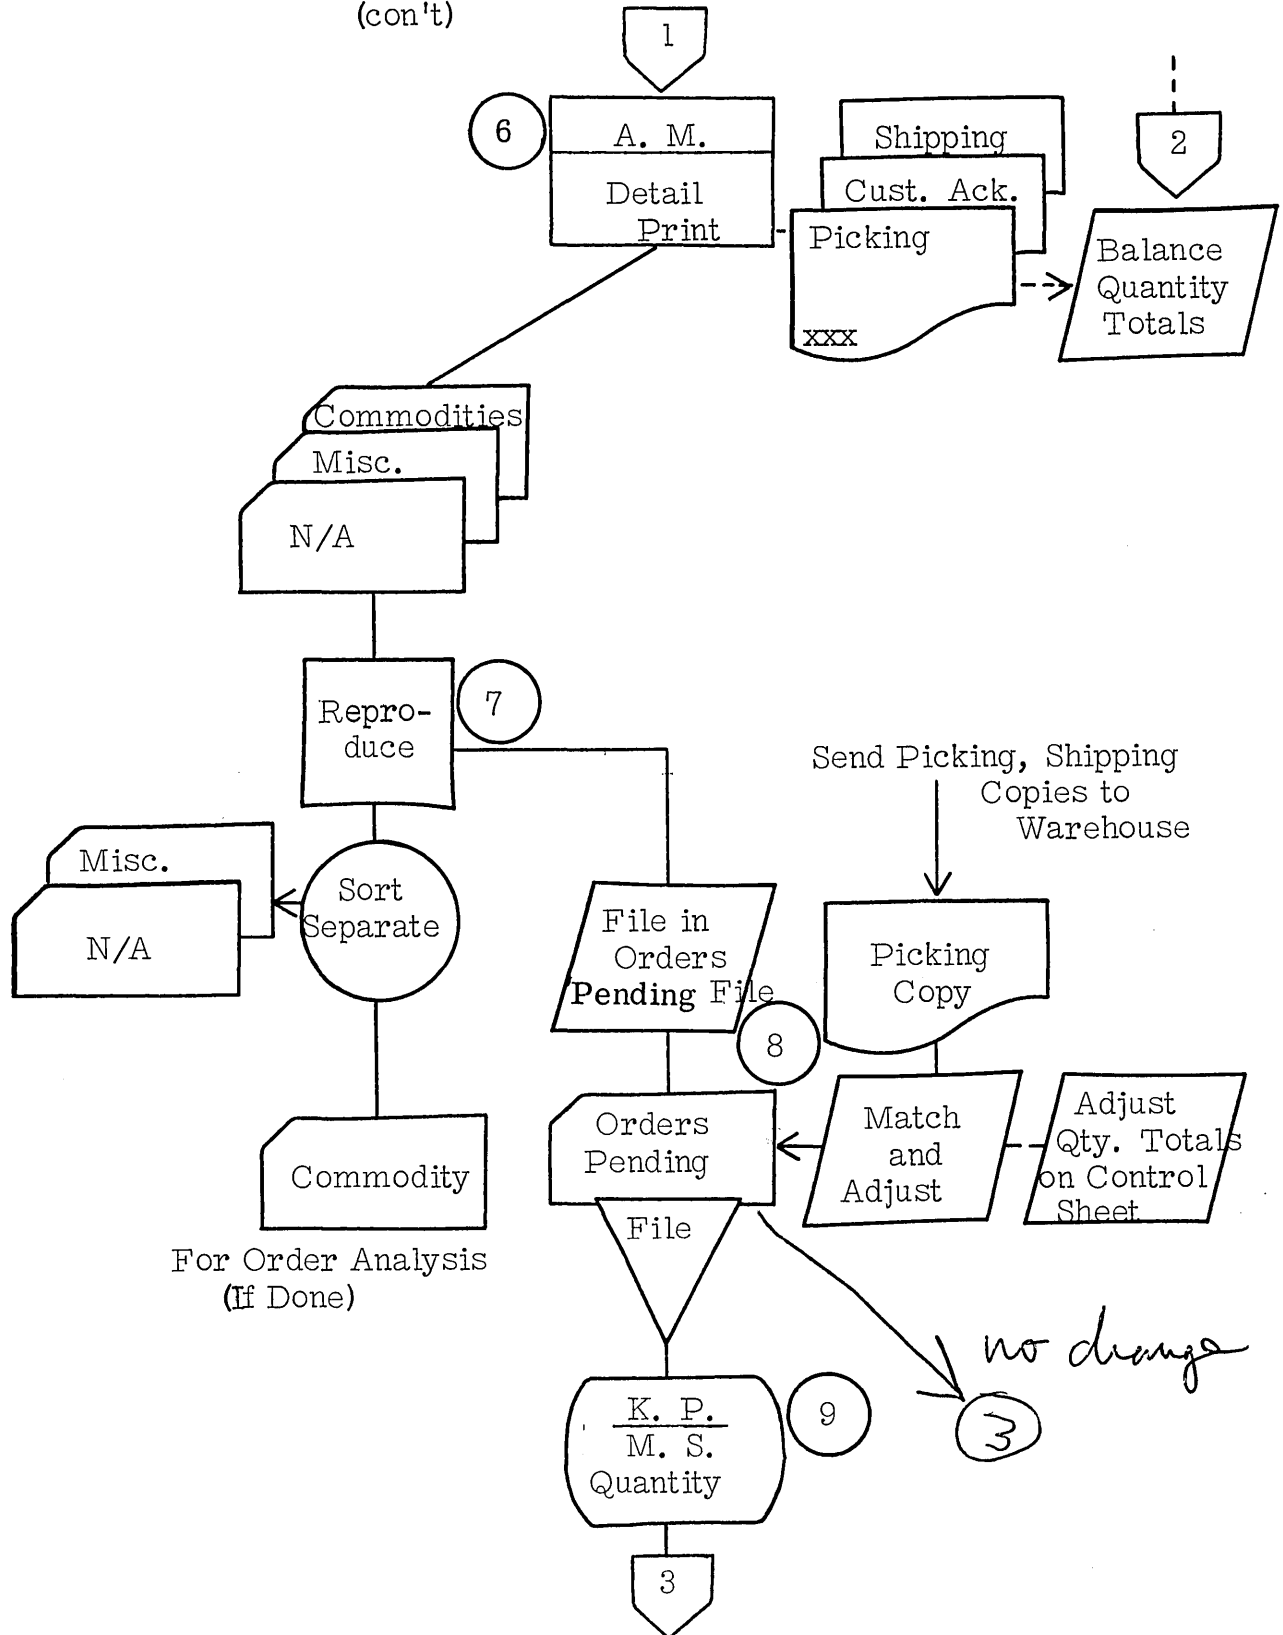 (con't)
1
6
A. M.
Detail
Print
Shipping
Cust. Ack.
Picking
xxx
2
Balance
Quantity
Totals
Commodities
Misc.
N/A
Repro-
duce
7
Send Picking, Shipping
Copies to
Warehouse
Misc.
N/A
Sort
Separate
File in
Orders
Pending File
Picking
Copy
8
Orders
Pending
Match
and
Adjust
Adjust
Qty. Totals
on Control
Sheet
Commodity
For Order Analysis
(If Done)
File
no change
3
K. P.
M. S.
Quantity
9
3